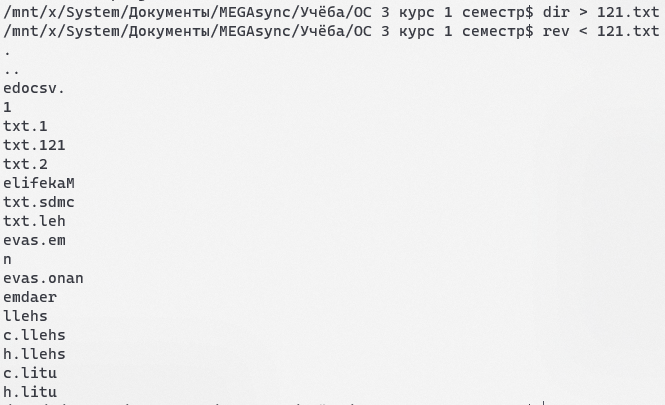 /mnt/x/System/Документы/MEGAsync/Учёба/ОС 3 курс 1 семестр$ dir > 121.txt
/mnt/x/System/Документы/MEGAsync/Учёба/ОС 3 курс 1 семестр$ rev < 121.txt
.
..
edocsv.
1
txt.1
txt.121
txt.2
elifekaM
txt.sdmc
txt.leh
evas.em
n
evas.onan
emdaer
llehs
c.llehs
h.llehs
c.litu
h.litu